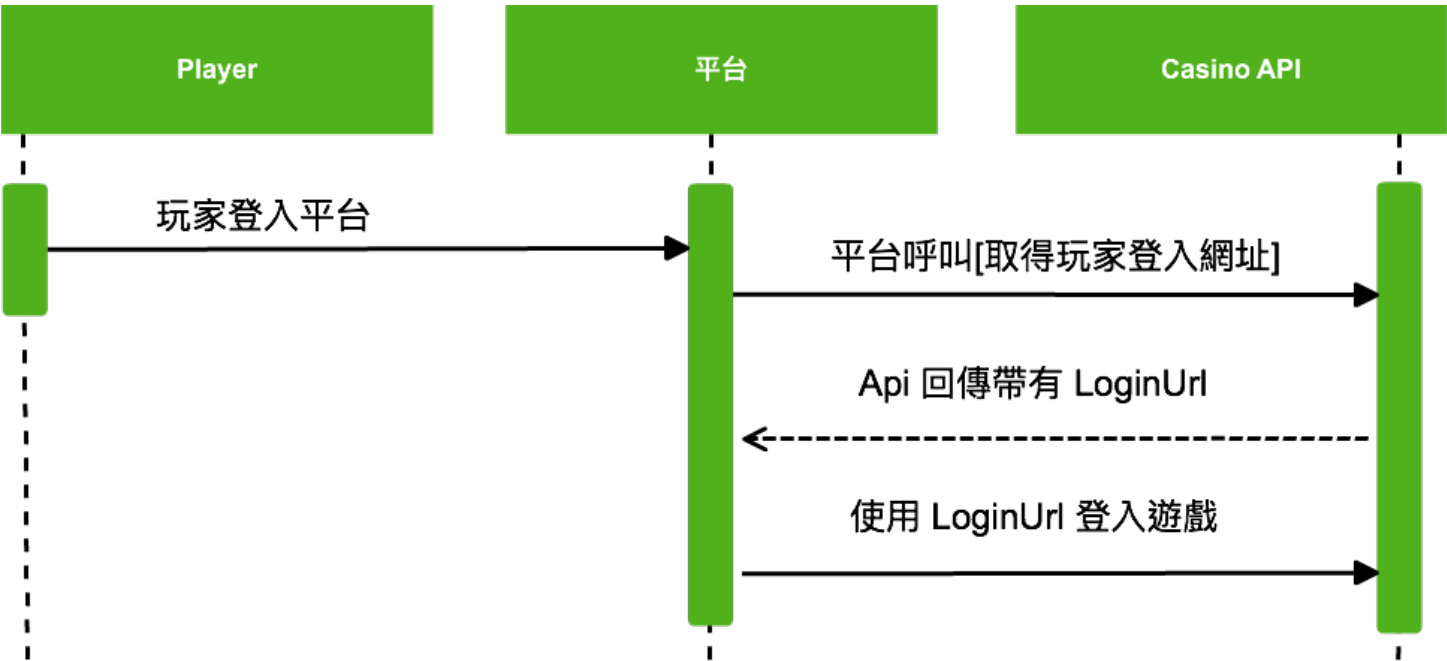 Player
平台
Casino API
玩家登入平台
平台呼叫[取得玩家登入網址]
Api 回傳帶有 LoginUrl
使用 LoginUrl 登入遊戲